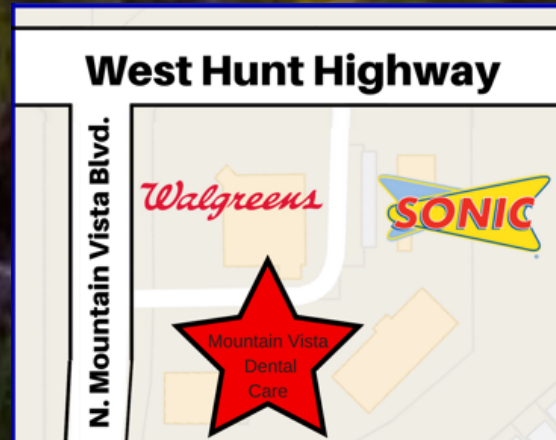 West Hunt Highway
N. Mountain Vista Blvd.
Walgreens
SONIC
Mountain Vista
Dental
Care